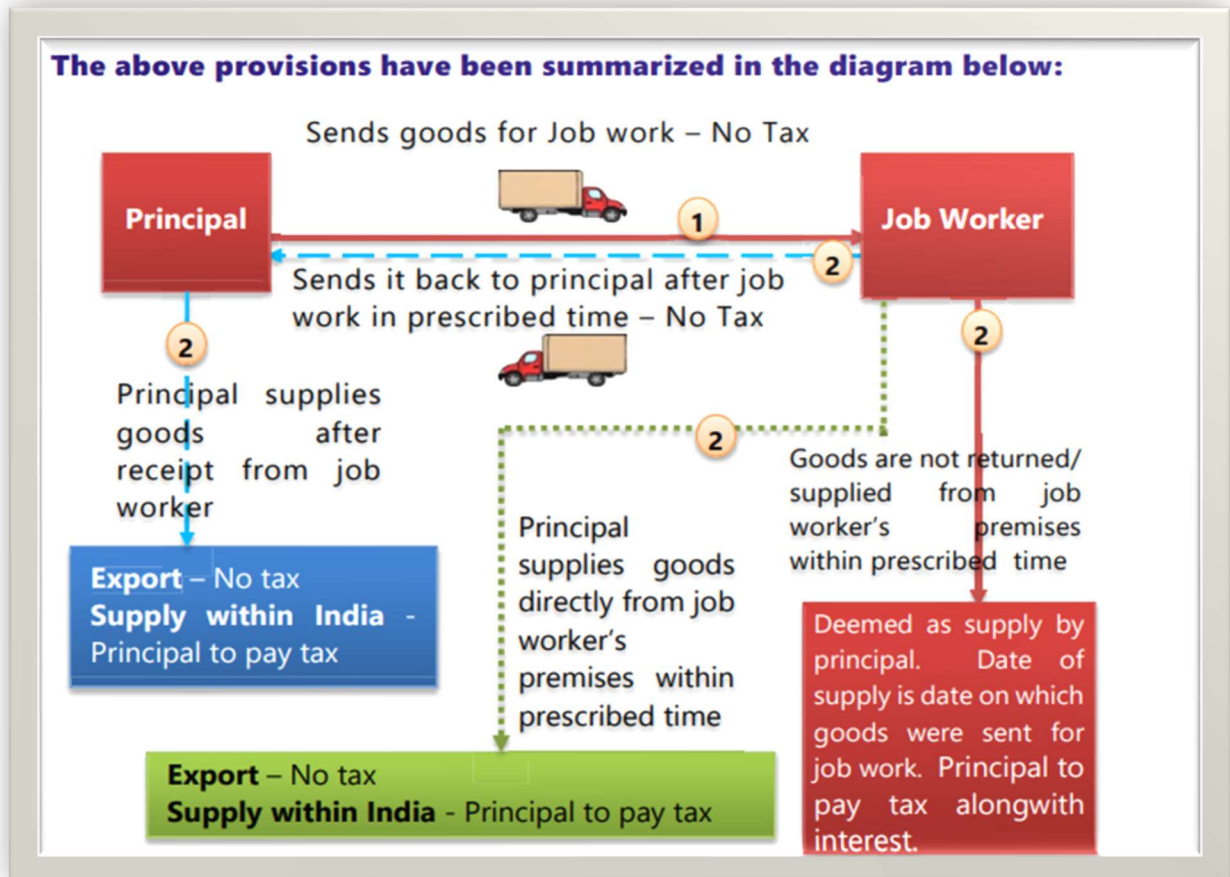 The above provisions have been summarized in the diagram below:
Sends goods for Job work – No Tax
Principal
1
Job Worker
2
Sends it back to principal after job
work in prescribed time – No Tax
2
2
Principal supplies
goods after
receipt from job
worker
2
Goods are not returned/
supplied from job
worker's premises
within prescribed time
Principal
supplies goods
directly from job
worker's
premises within
prescribed time
Export – No tax
Supply within India -
Principal to pay tax
Deemed as supply by
principal. Date of
supply is date on which
goods were sent for
job work. Principal to
pay tax alongwith
interest.
Export – No tax
Supply within India - Principal to pay tax